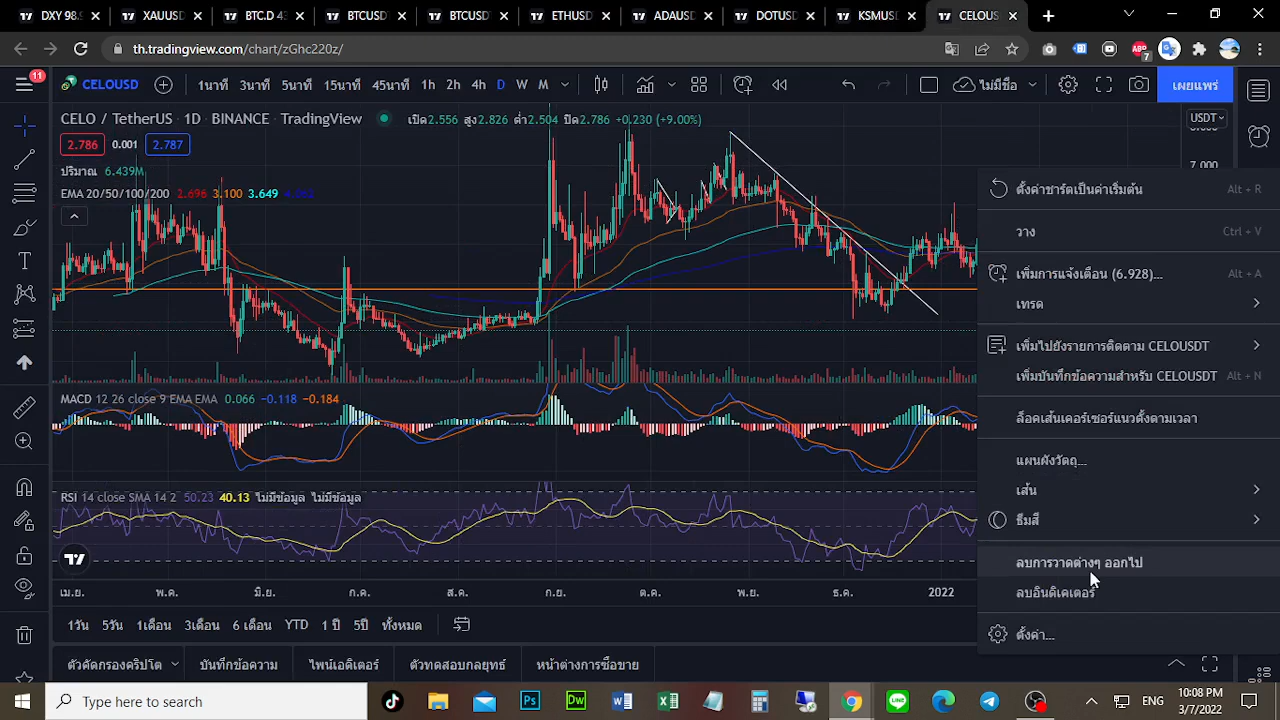 DXY 98.9
XAUUSD
BTC.D 43
BTCUSDT
BTCUSDT
ETHUSDT
ADAUSDT
DOTUSDT
KSMUSDT
CELOUS
th.tradingview.com/chart/zGhc220z/
7
11
CELOUSD
1นาที 3นาที 5นาที 15นาที 45นาที 1h 2h 4h D W M
ไม่มีชื่อ
เผยแพร่
CELO / TetherUS · 1D · BINANCE · TradingView
เปิด2.556 สูง2.826 ต่ำ2.504 ปิด2.786 +0.230 (+9.00%)
USDT
2.786 0.001 2.787
7.000
ปริมาณ 6.439M
EMA 20/50/100/200 2.696 3.100 3.649
ตั้งค่าชาร์ตเป็นค่าเริ่มต้น Alt + R
วาง Ctrl + V
เพิ่มการแจ้งเตือน (6.928)... Alt + A
เทรด
เพิ่มไปยังรายการติดตาม CELOUSDT
เพิ่มบันทึกข้อความสำหรับ CELOUSDT Alt + N
ล็อคเส้นเคอร์เซอร์แนวตั้งตามเวลา
แผนผังวัตถุ...
เส้น
ธีมสี
ลบการวาดต่างๆ ออกไป
ลบอินดิเคเตอร์
ตั้งค่า...
MACD 12 26 close 9 EMA EMA 0.066 −0.118 −0.184
RSI 14 close SMA 14 2 50.23 40.13 ไม่มีข้อมูล ไม่มีข้อมูล
เม.ย. พ.ค. มิ.ย. ก.ค. ส.ค. ก.ย. ต.ค. พ.ย. ธ.ค. 2022
1วัน 5วัน 1เดือน 3เดือน 6 เดือน YTD 1 ปี 5ปี ทั้งหมด
ตัวคัดกรองคริปโต
บันทึกข้อความ
ไพน์เอดิเตอร์
ตัวทดสอบกลยุทธ์
หน้าต่างการซื้อขาย
Type here to search
ENG
10:08 PM
3/7/2022